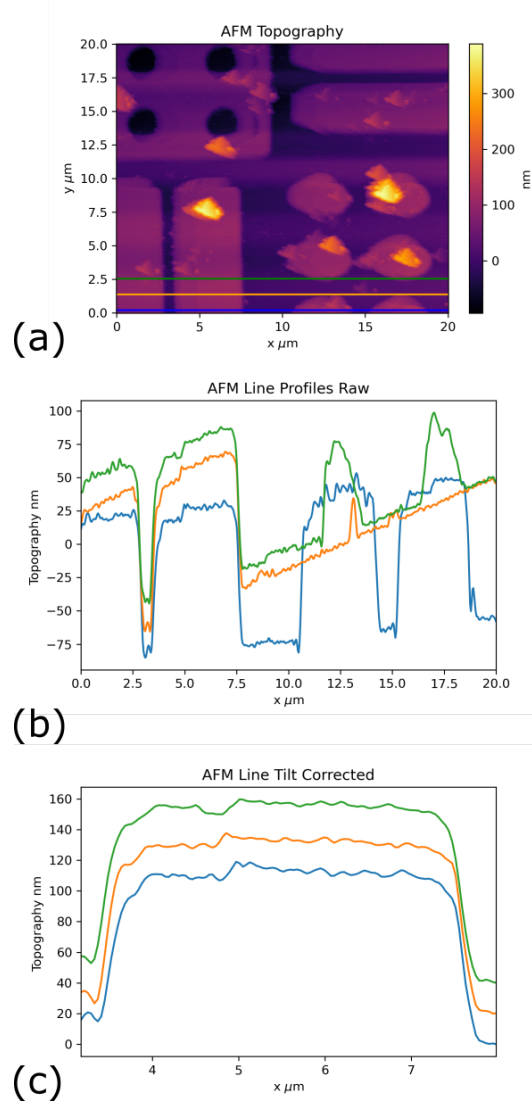 AFM Topography
20.0
17.5
15.0
12.5
10.0
7.5
5.0
2.5
0.0
y μm
0 5 10 15 20
x μm
300
200
100
0
nm
(a)
AFM Line Profiles Raw
100
75
50
25
0
−25
−50
−75
Topography nm
0.0 2.5 5.0 7.5 10.0 12.5 15.0 17.5 20.0
x μm
(b)
AFM Line Tilt Corrected
160
140
120
100
80
60
40
20
0
Topography nm
4 5 6 7
x μm
(c)